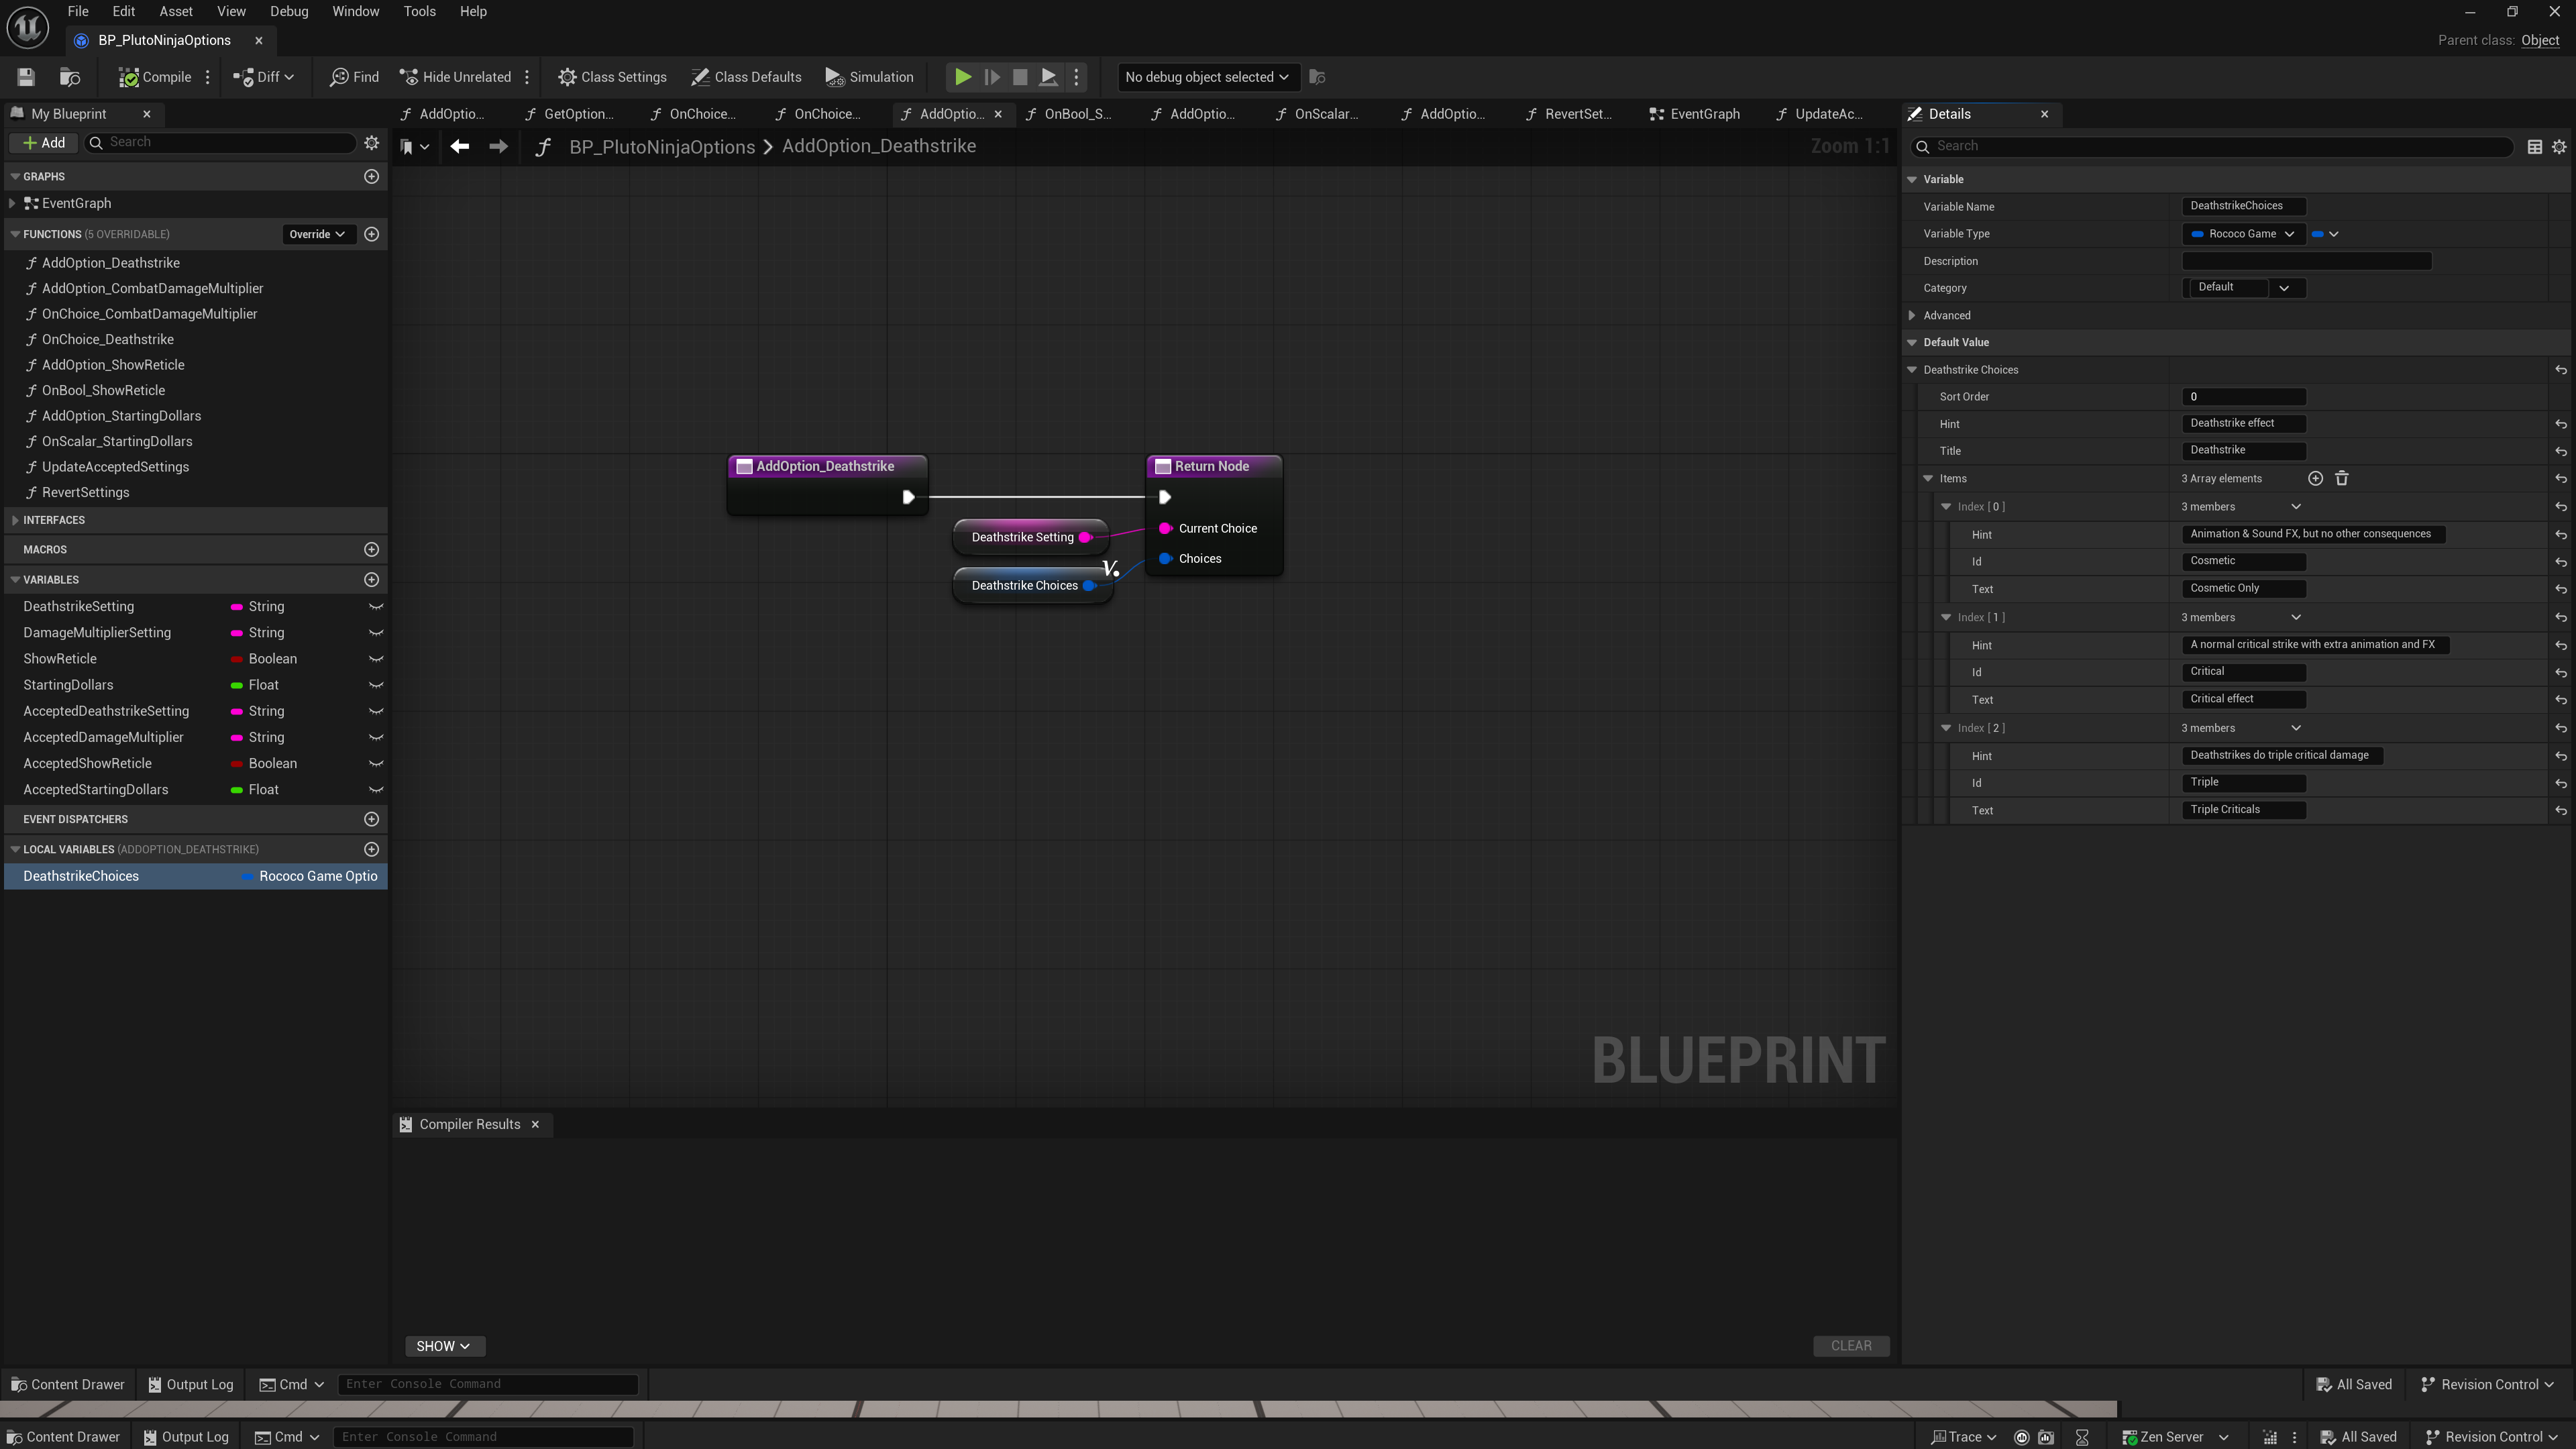 File Edit Asset View Debug Window Tools Help
BP_PlutoNinjaOptions
Parent class: Object
Compile Diff Find Hide Unrelated Class Settings Class Defaults Simulation No debug object selected
My Blueprint
AddOptio... GetOption... OnChoice... OnChoice... AddOptio... OnBool_S... AddOptio... OnScalar... AddOptio... RevertSet... EventGraph UpdateAc...
Details
Add Search
BP_PlutoNinjaOptions AddOption_Deathstrike Zoom 1:1
Search
GRAPHS
EventGraph
FUNCTIONS (5 OVERRIDABLE) Override
AddOption_Deathstrike
AddOption_CombatDamageMultiplier
OnChoice_CombatDamageMultiplier
OnChoice_Deathstrike
AddOption_ShowReticle
OnBool_ShowReticle
AddOption_StartingDollars
OnScalar_StartingDollars
UpdateAcceptedSettings
RevertSettings
INTERFACES
MACROS
VARIABLES
DeathstrikeSetting String
DamageMultiplierSetting String
ShowReticle Boolean
StartingDollars Float
AcceptedDeathstrikeSetting String
AcceptedDamageMultiplier String
AcceptedShowReticle Boolean
AcceptedStartingDollars Float
EVENT DISPATCHERS
LOCAL VARIABLES (ADDOPTION_DEATHSTRIKE)
DeathstrikeChoices Rococo Game Optio
AddOption_Deathstrike
Return Node
Deathstrike Setting
Current Choice
Deathstrike Choices
Choices
BLUEPRINT
Compiler Results
SHOW
CLEAR
Variable
Variable Name DeathstrikeChoices
Variable Type Rococo Game
Description
Category Default
Advanced
Default Value
Deathstrike Choices
Sort Order 0
Hint Deathstrike effect
Title Deathstrike
Items 3 Array elements
Index [ 0 ] 3 members
Hint Animation & Sound FX, but no other consequences
Id Cosmetic
Text Cosmetic Only
Index [ 1 ] 3 members
Hint A normal critical strike with extra animation and FX
Id Critical
Text Critical effect
Index [ 2 ] 3 members
Hint Deathstrikes do triple critical damage
Id Triple
Text Triple Criticals
Content Drawer Output Log Cmd Enter Console Command All Saved Revision Control
Content Drawer Output Log Cmd Enter Console Command Trace Zen Server All Saved Revision Control